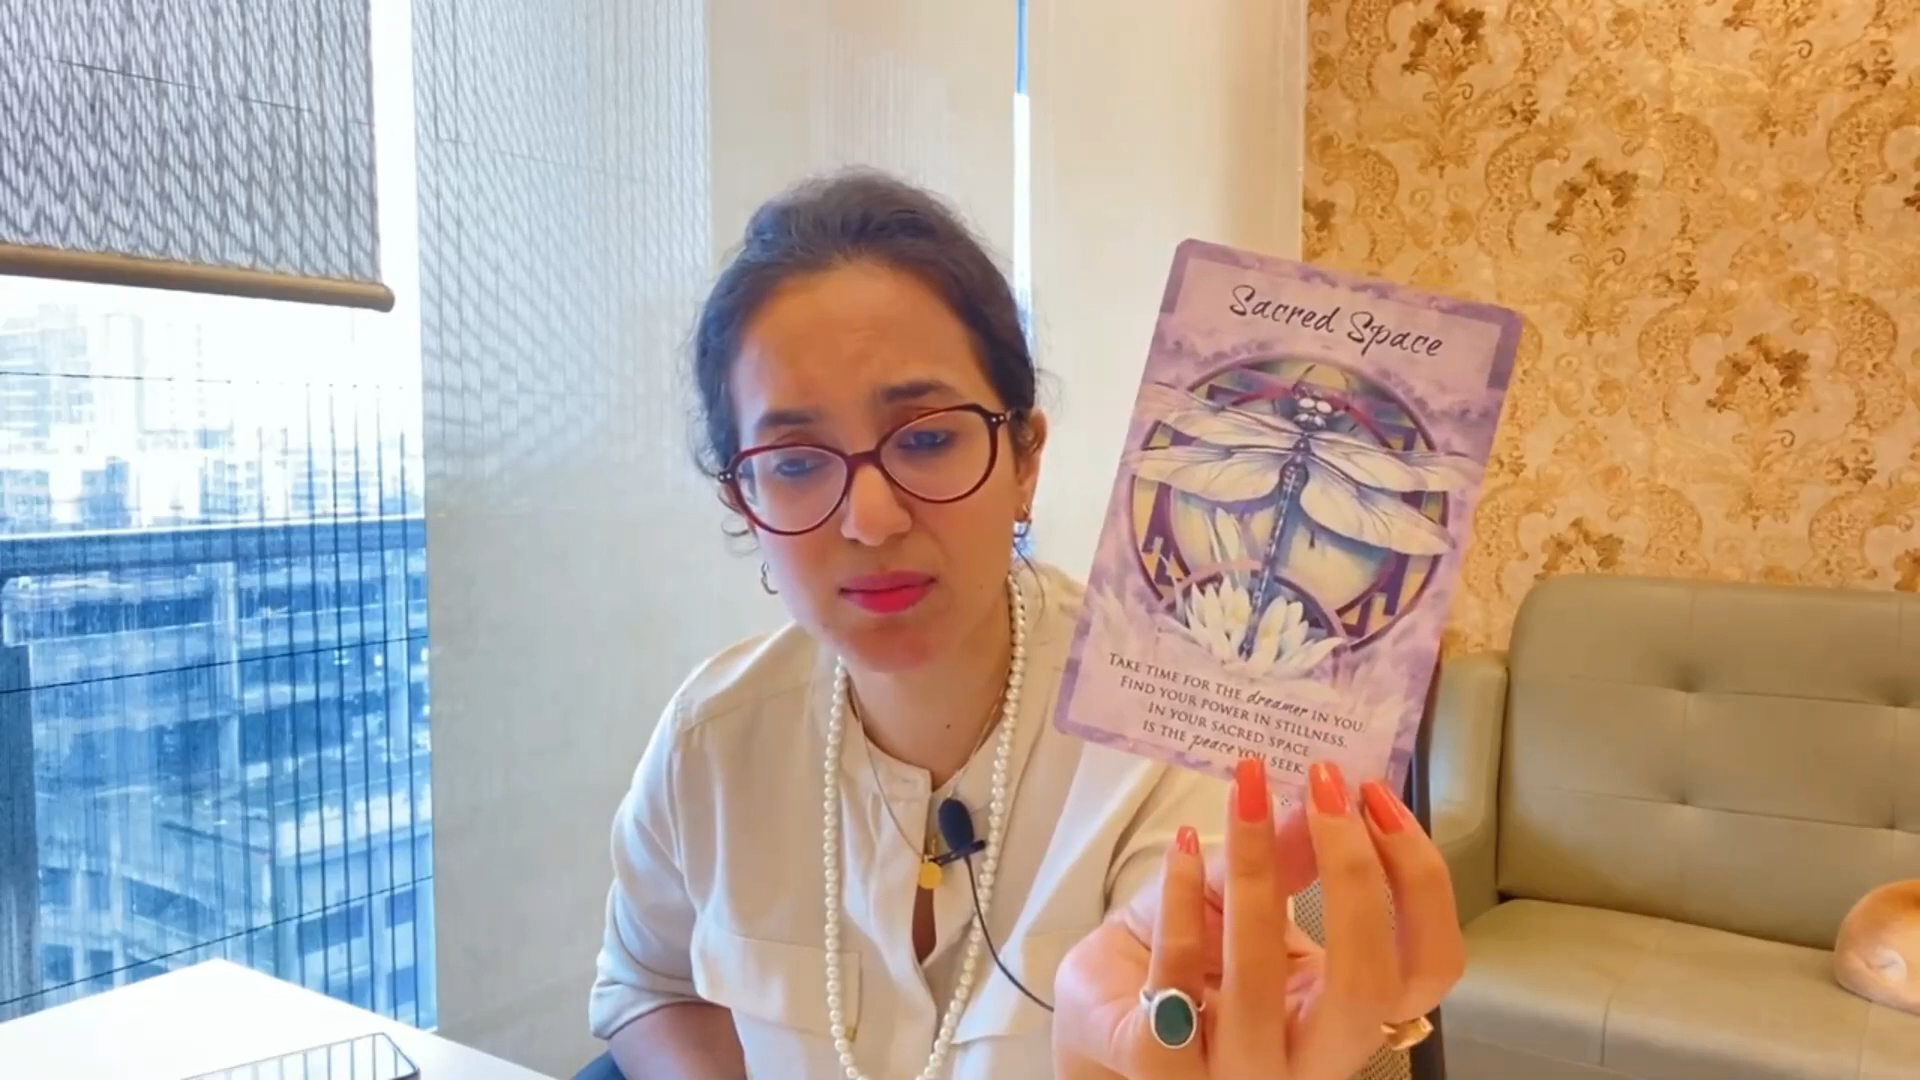 Sacred Space
TAKE TIME FOR THE dreamer IN YOU.
FIND YOUR POWER IN STILLNESS.
IN YOUR SACRED SPACE
IS THE peace YOU SEEK.